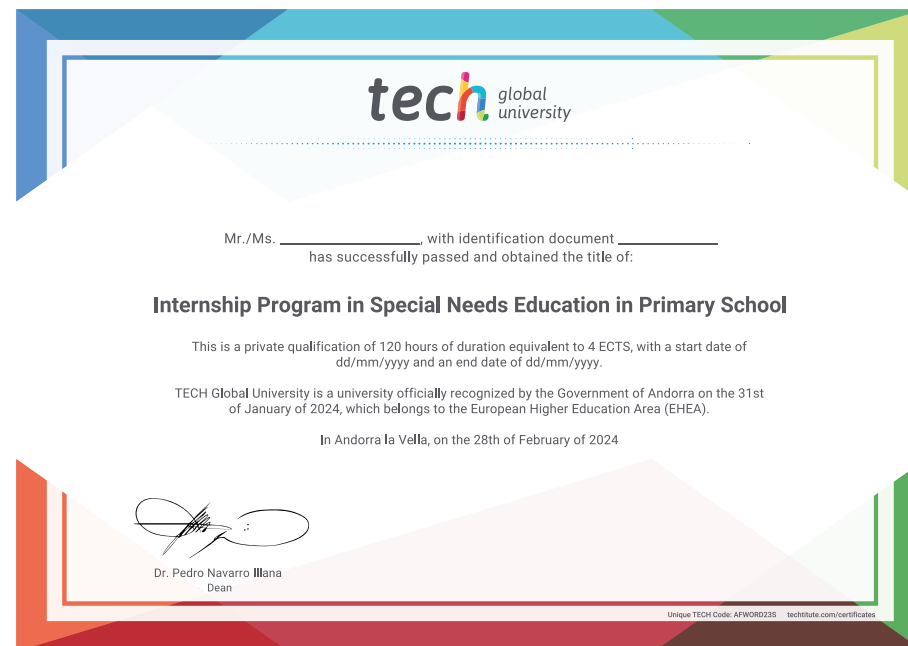 tech global
university
Mr./Ms. ____________________, with identification document ______________
has successfully passed and obtained the title of:
Internship Program in Special Needs Education in Primary School
This is a private qualification of 120 hours of duration equivalent to 4 ECTS, with a start date of
dd/mm/yyyy and an end date of dd/mm/yyyy.
TECH Global University is a university officially recognized by the Government of Andorra on the 31st
of January of 2024, which belongs to the European Higher Education Area (EHEA).
In Andorra la Vella, on the 28th of February of 2024
Dr. Pedro Navarro Illana
Dean
Unique TECH Code: AFWORD23S techtitute.com/certificates